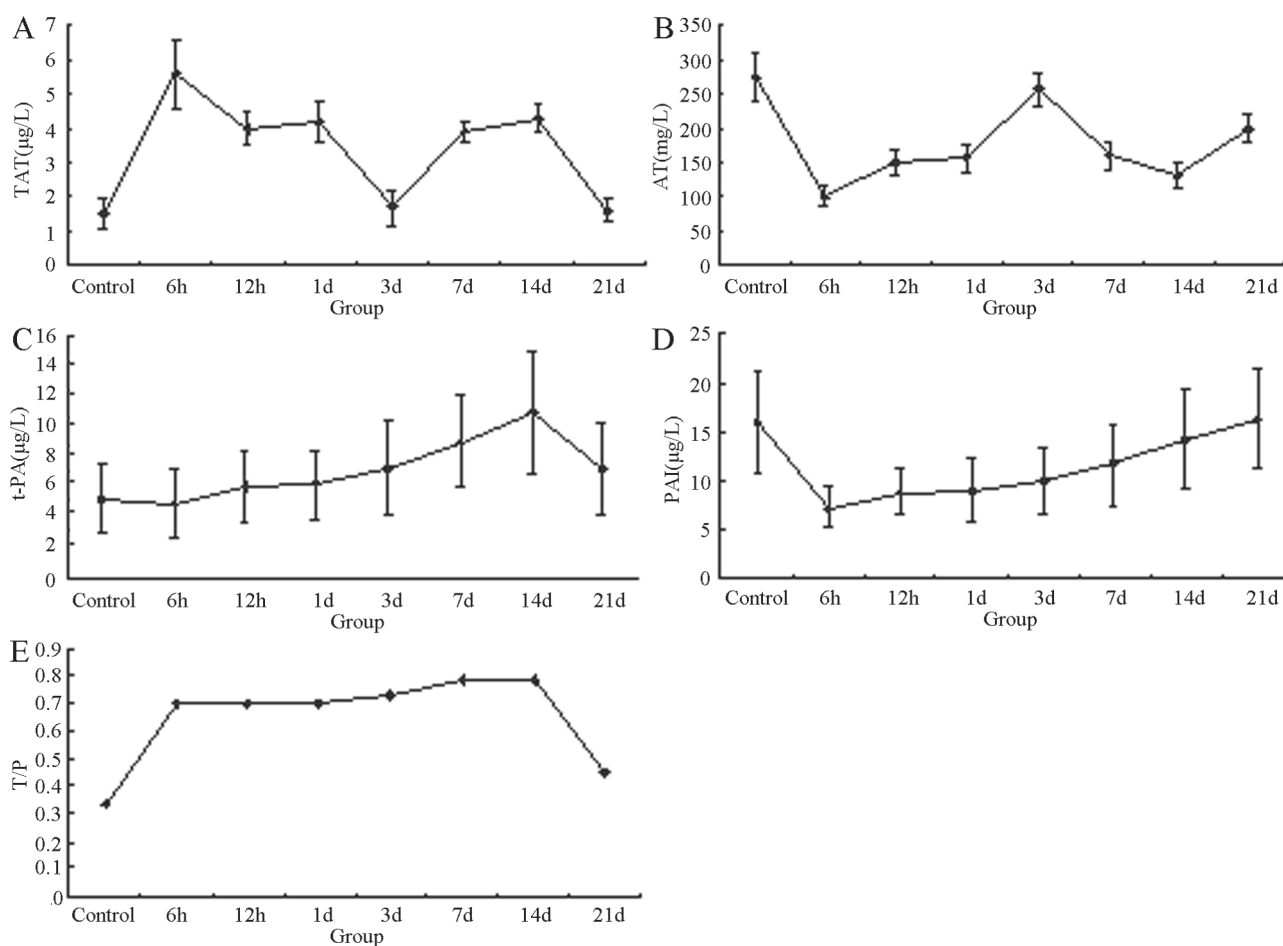 A
7
6
5
4
3
2
1
0
TAT(μg/L)
Control 6h 12h 1d 3d 7d 14d 21d
Group
B
350
300
250
200
150
100
50
0
AT(mg/L)
Control 6h 12h 1d 3d 7d 14d 21d
Group
C
16
14
12
10
8
6
4
2
0
t-PA(μg/L)
Control 6h 12h 1d 3d 7d 14d 21d
Group
D
25
20
15
10
5
0
PAI(μg/L)
Control 6h 12h 1d 3d 7d 14d 21d
Group
E
0.9
0.8
0.7
0.6
0.5
0.4
0.3
0.2
0.1
0
T/P
Control 6h 12h 1d 3d 7d 14d 21d
Group